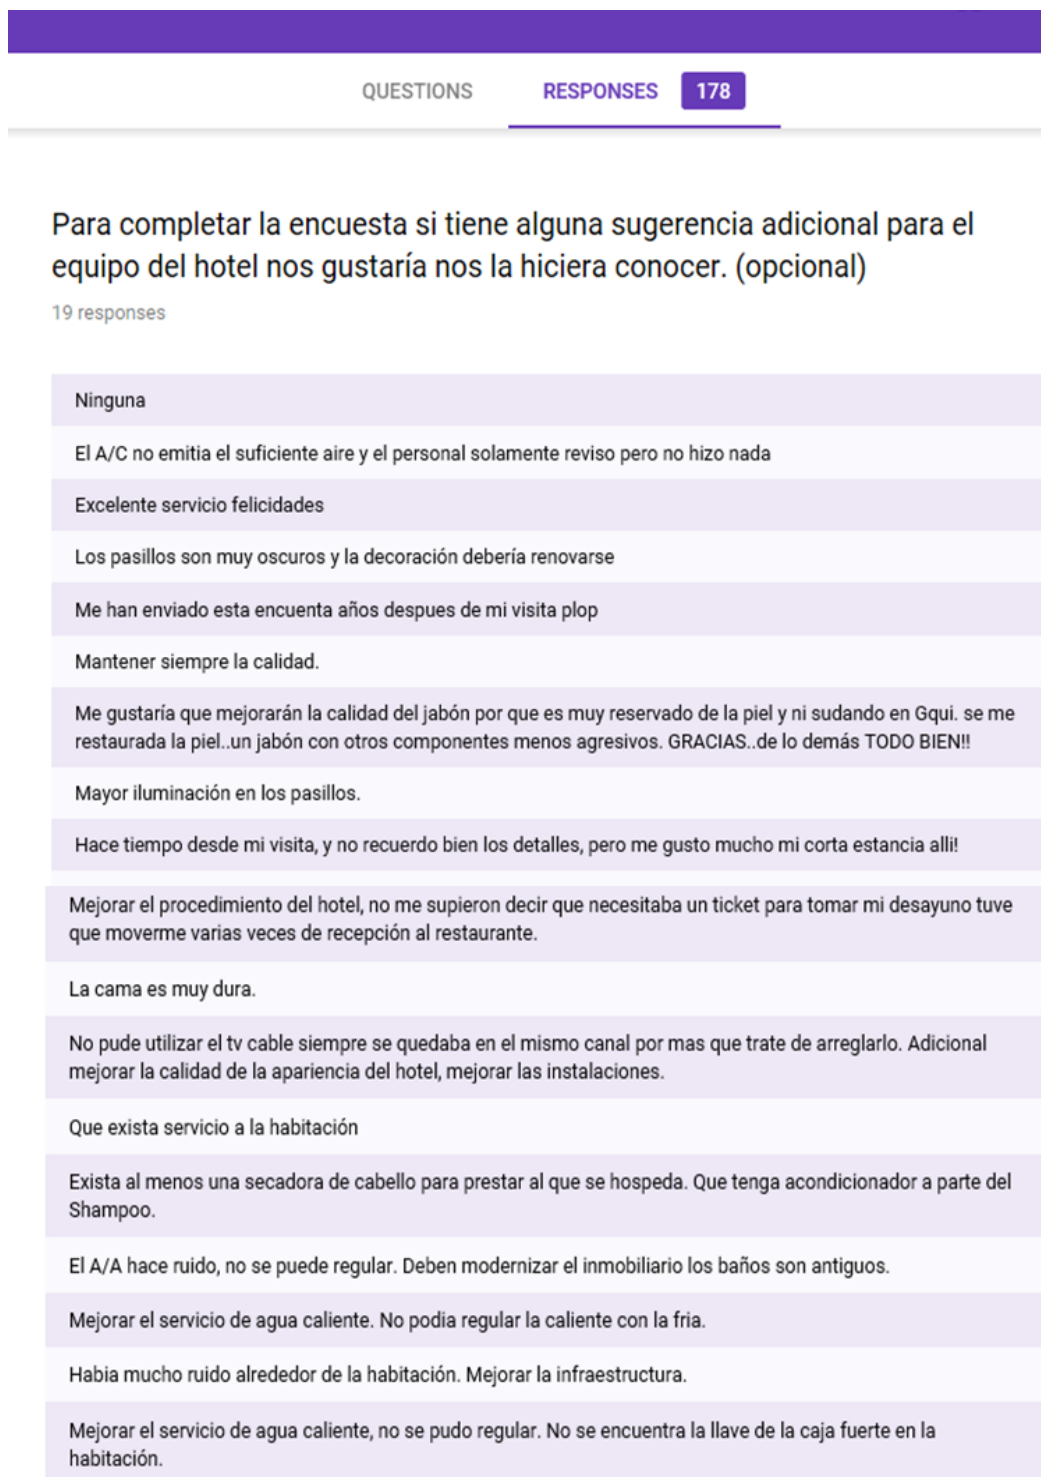 QUESTIONS RESPONSES 178
Para completar la encuesta si tiene alguna sugerencia adicional para el
equipo del hotel nos gustaría nos la hiciera conocer. (opcional)
19 responses
Ninguna
El A/C no emitia el suficiente aire y el personal solamente reviso pero no hizo nada
Excelente servicio felicidades
Los pasillos son muy oscuros y la decoración debería renovarse
Me han enviado esta encuenta años despues de mi visita plop
Mantener siempre la calidad.
Me gustaría que mejorarán la calidad del jabón por que es muy reservado de la piel y ni sudando en Gqui. se me
restaurada la piel..un jabón con otros componentes menos agresivos. GRACIAS..de lo demás TODO BIEN!!
Mayor iluminación en los pasillos.
Hace tiempo desde mi visita, y no recuerdo bien los detalles, pero me gusto mucho mi corta estancia alli!
Mejorar el procedimiento del hotel, no me supieron decir que necesitaba un ticket para tomar mi desayuno tuve
que moverme varias veces de recepción al restaurante.
La cama es muy dura.
No pude utilizar el tv cable siempre se quedaba en el mismo canal por mas que trate de arreglarlo. Adicional
mejorar la calidad de la apariencia del hotel, mejorar las instalaciones.
Que exista servicio a la habitación
Exista al menos una secadora de cabello para prestar al que se hospeda. Que tenga acondicionador a parte del
Shampoo.
El A/A hace ruido, no se puede regular. Deben modernizar el inmobiliario los baños son antiguos.
Mejorar el servicio de agua caliente. No podia regular la caliente con la fria.
Habia mucho ruido alrededor de la habitación. Mejorar la infraestructura.
Mejorar el servicio de agua caliente, no se pudo regular. No se encuentra la llave de la caja fuerte en la
habitación.